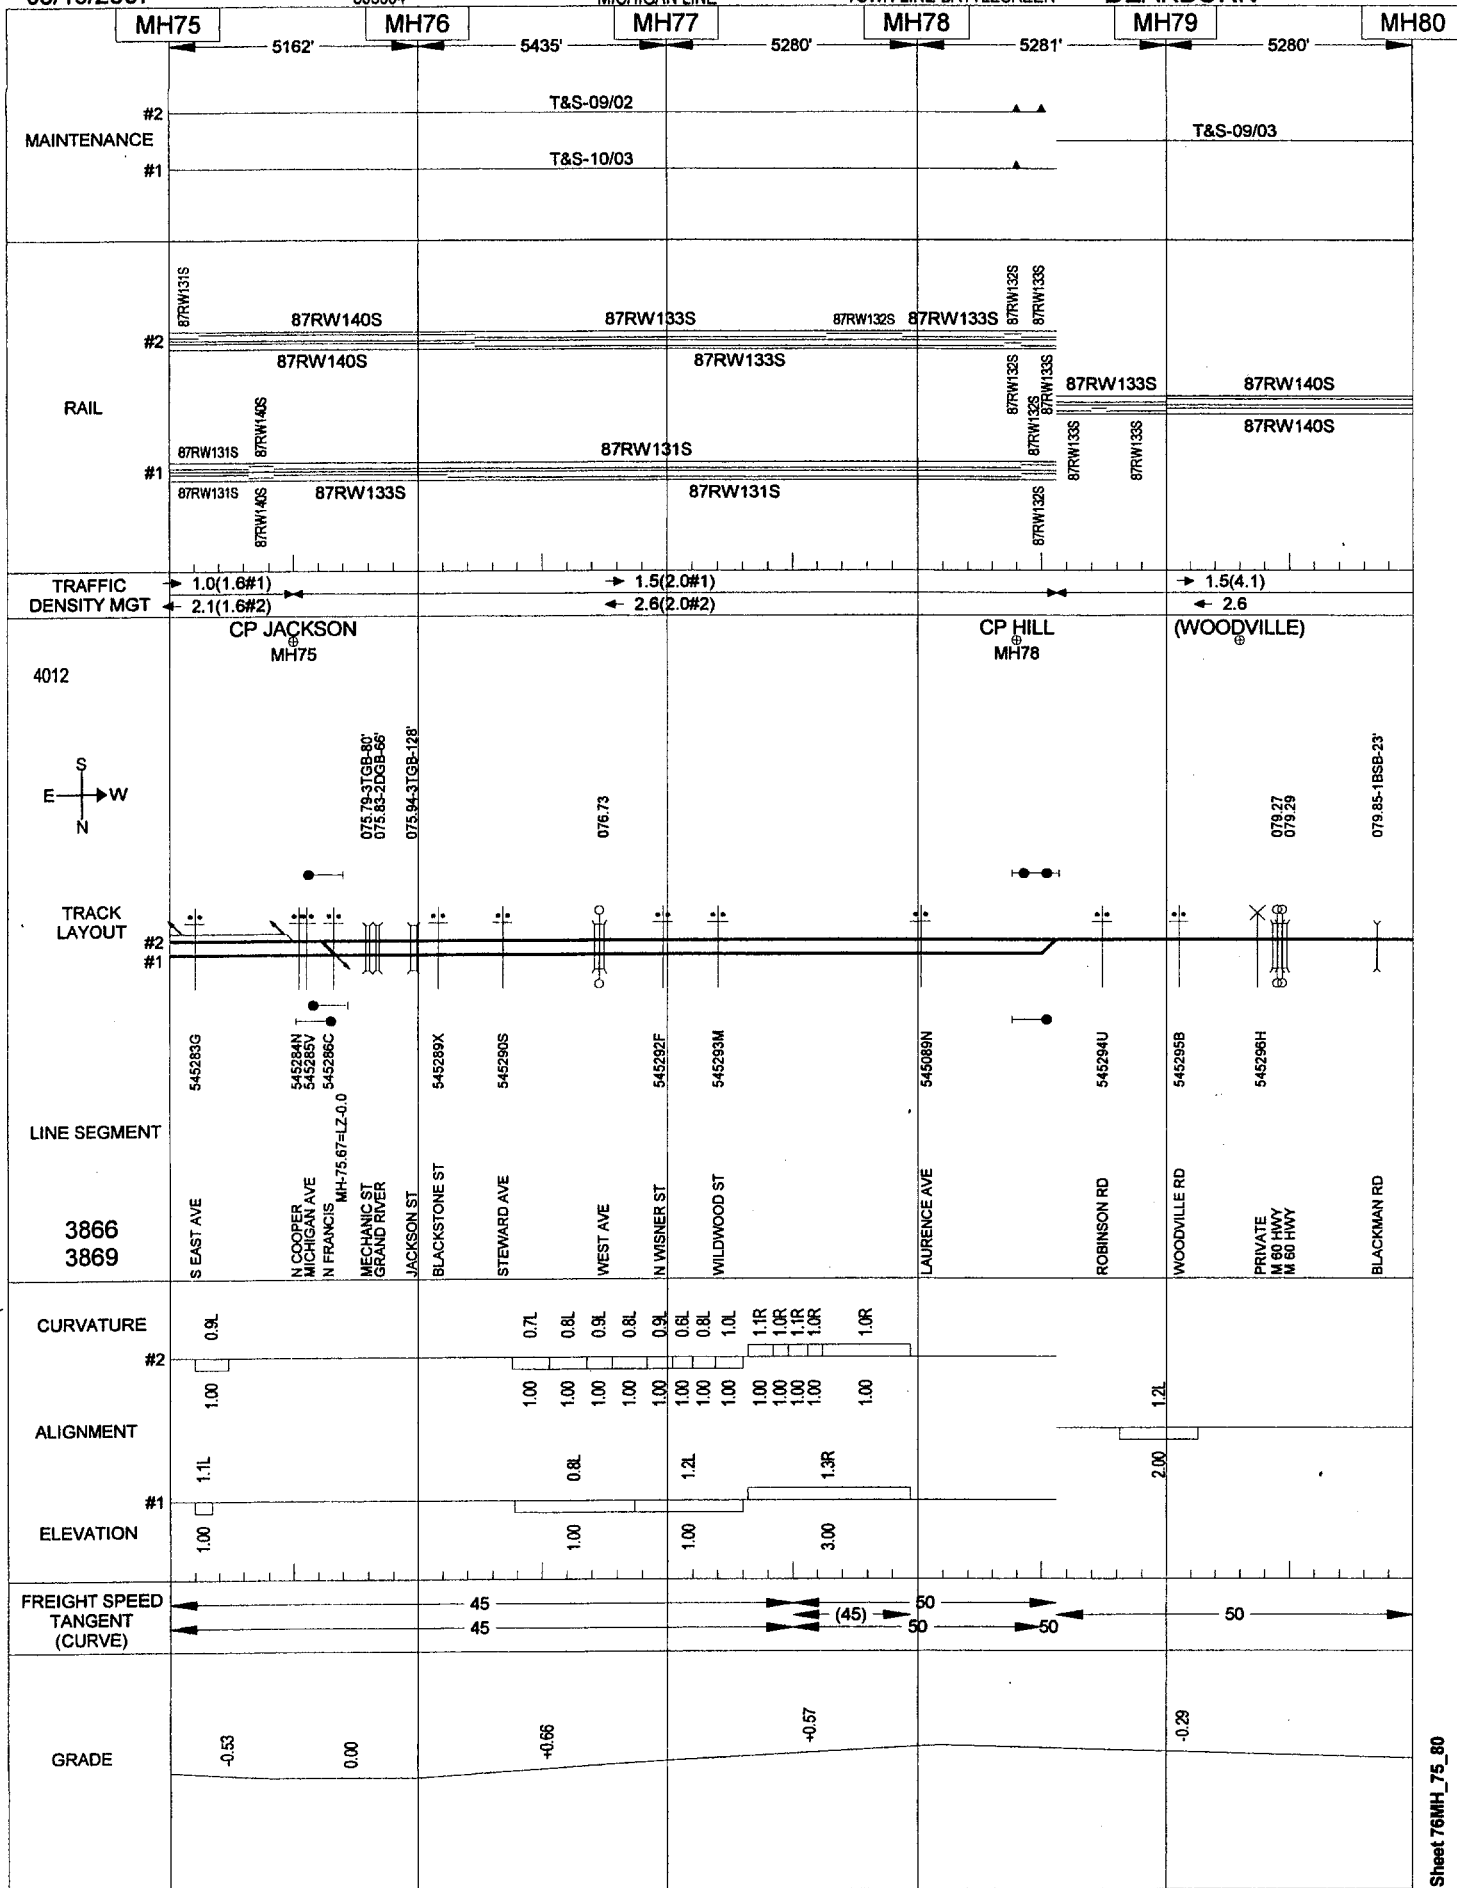 DEARBORN
MH75
MH76
MH77
MH78
MH79
MH80
5162'
5435'
5280'
5281'
5280'
MAINTENANCE
#2
T&S-09/02
T&S-09/03
#1
T&S-10/03
RAIL
87RW131S
87RW140S
87RW133S
87RW132S
87RW133S
87RW132S
87RW133S
#2
87RW140S
87RW133S
87RW132S
87RW133S
87RW133S
87RW140S
87RW132S
87RW140S
87RW133S
87RW133S
87RW140S
87RW131S
87RW140S
87RW131S
#1
87RW131S
87RW140S
87RW133S
87RW131S
87RW132S
TRAFFIC
DENSITY MGT
1.0(1.6#1)
1.5(2.0#1)
1.5(4.1)
2.1(1.6#2)
2.6(2.0#2)
2.6
CP JACKSON
MH75
CP HILL
MH78
(WOODVILLE)
4012
S
E
W
N
075.79-3TGB-80'
075.83-2DGB-66'
075.94-3TGB-128'
076.73
079.27
079.29
079.85-1BSB-23'
TRACK
LAYOUT
#2
#1
545283G
545284N
545285V
545286C
545289X
545290S
545292F
545293M
545089N
545294U
545295B
545296H
MH-75.67=LZ-0.0
LINE SEGMENT
3866
3869
S EAST AVE
N COOPER
MICHIGAN AVE
N FRANCIS
MECHANIC ST
GRAND RIVER
JACKSON ST
BLACKSTONE ST
STEWARD AVE
WEST AVE
N WISNER ST
WILDWOOD ST
LAURENCE AVE
ROBINSON RD
WOODVILLE RD
PRIVATE
M 60 HWY
M 60 HWY
BLACKMAN RD
CURVATURE
#2
0.9L
0.7L
0.8L
0.9L
0.8L
0.9L
0.6L
0.8L
1.0L
1.1R
1.0R
1.1R
1.0R
1.0R
1.00
1.00
1.00
1.00
1.00
1.00
1.00
1.00
1.00
1.00
1.00
1.00
1.00
1.00
1.2L
2.00
ALIGNMENT
#1
1.1L
0.8L
1.2L
1.3R
ELEVATION
1.00
1.00
1.00
3.00
FREIGHT SPEED
TANGENT
(CURVE)
45
50
(45)
50
45
50
50
GRADE
-0.53
0.00
+0.66
+0.57
-0.29
Sheet 76MH_75_80